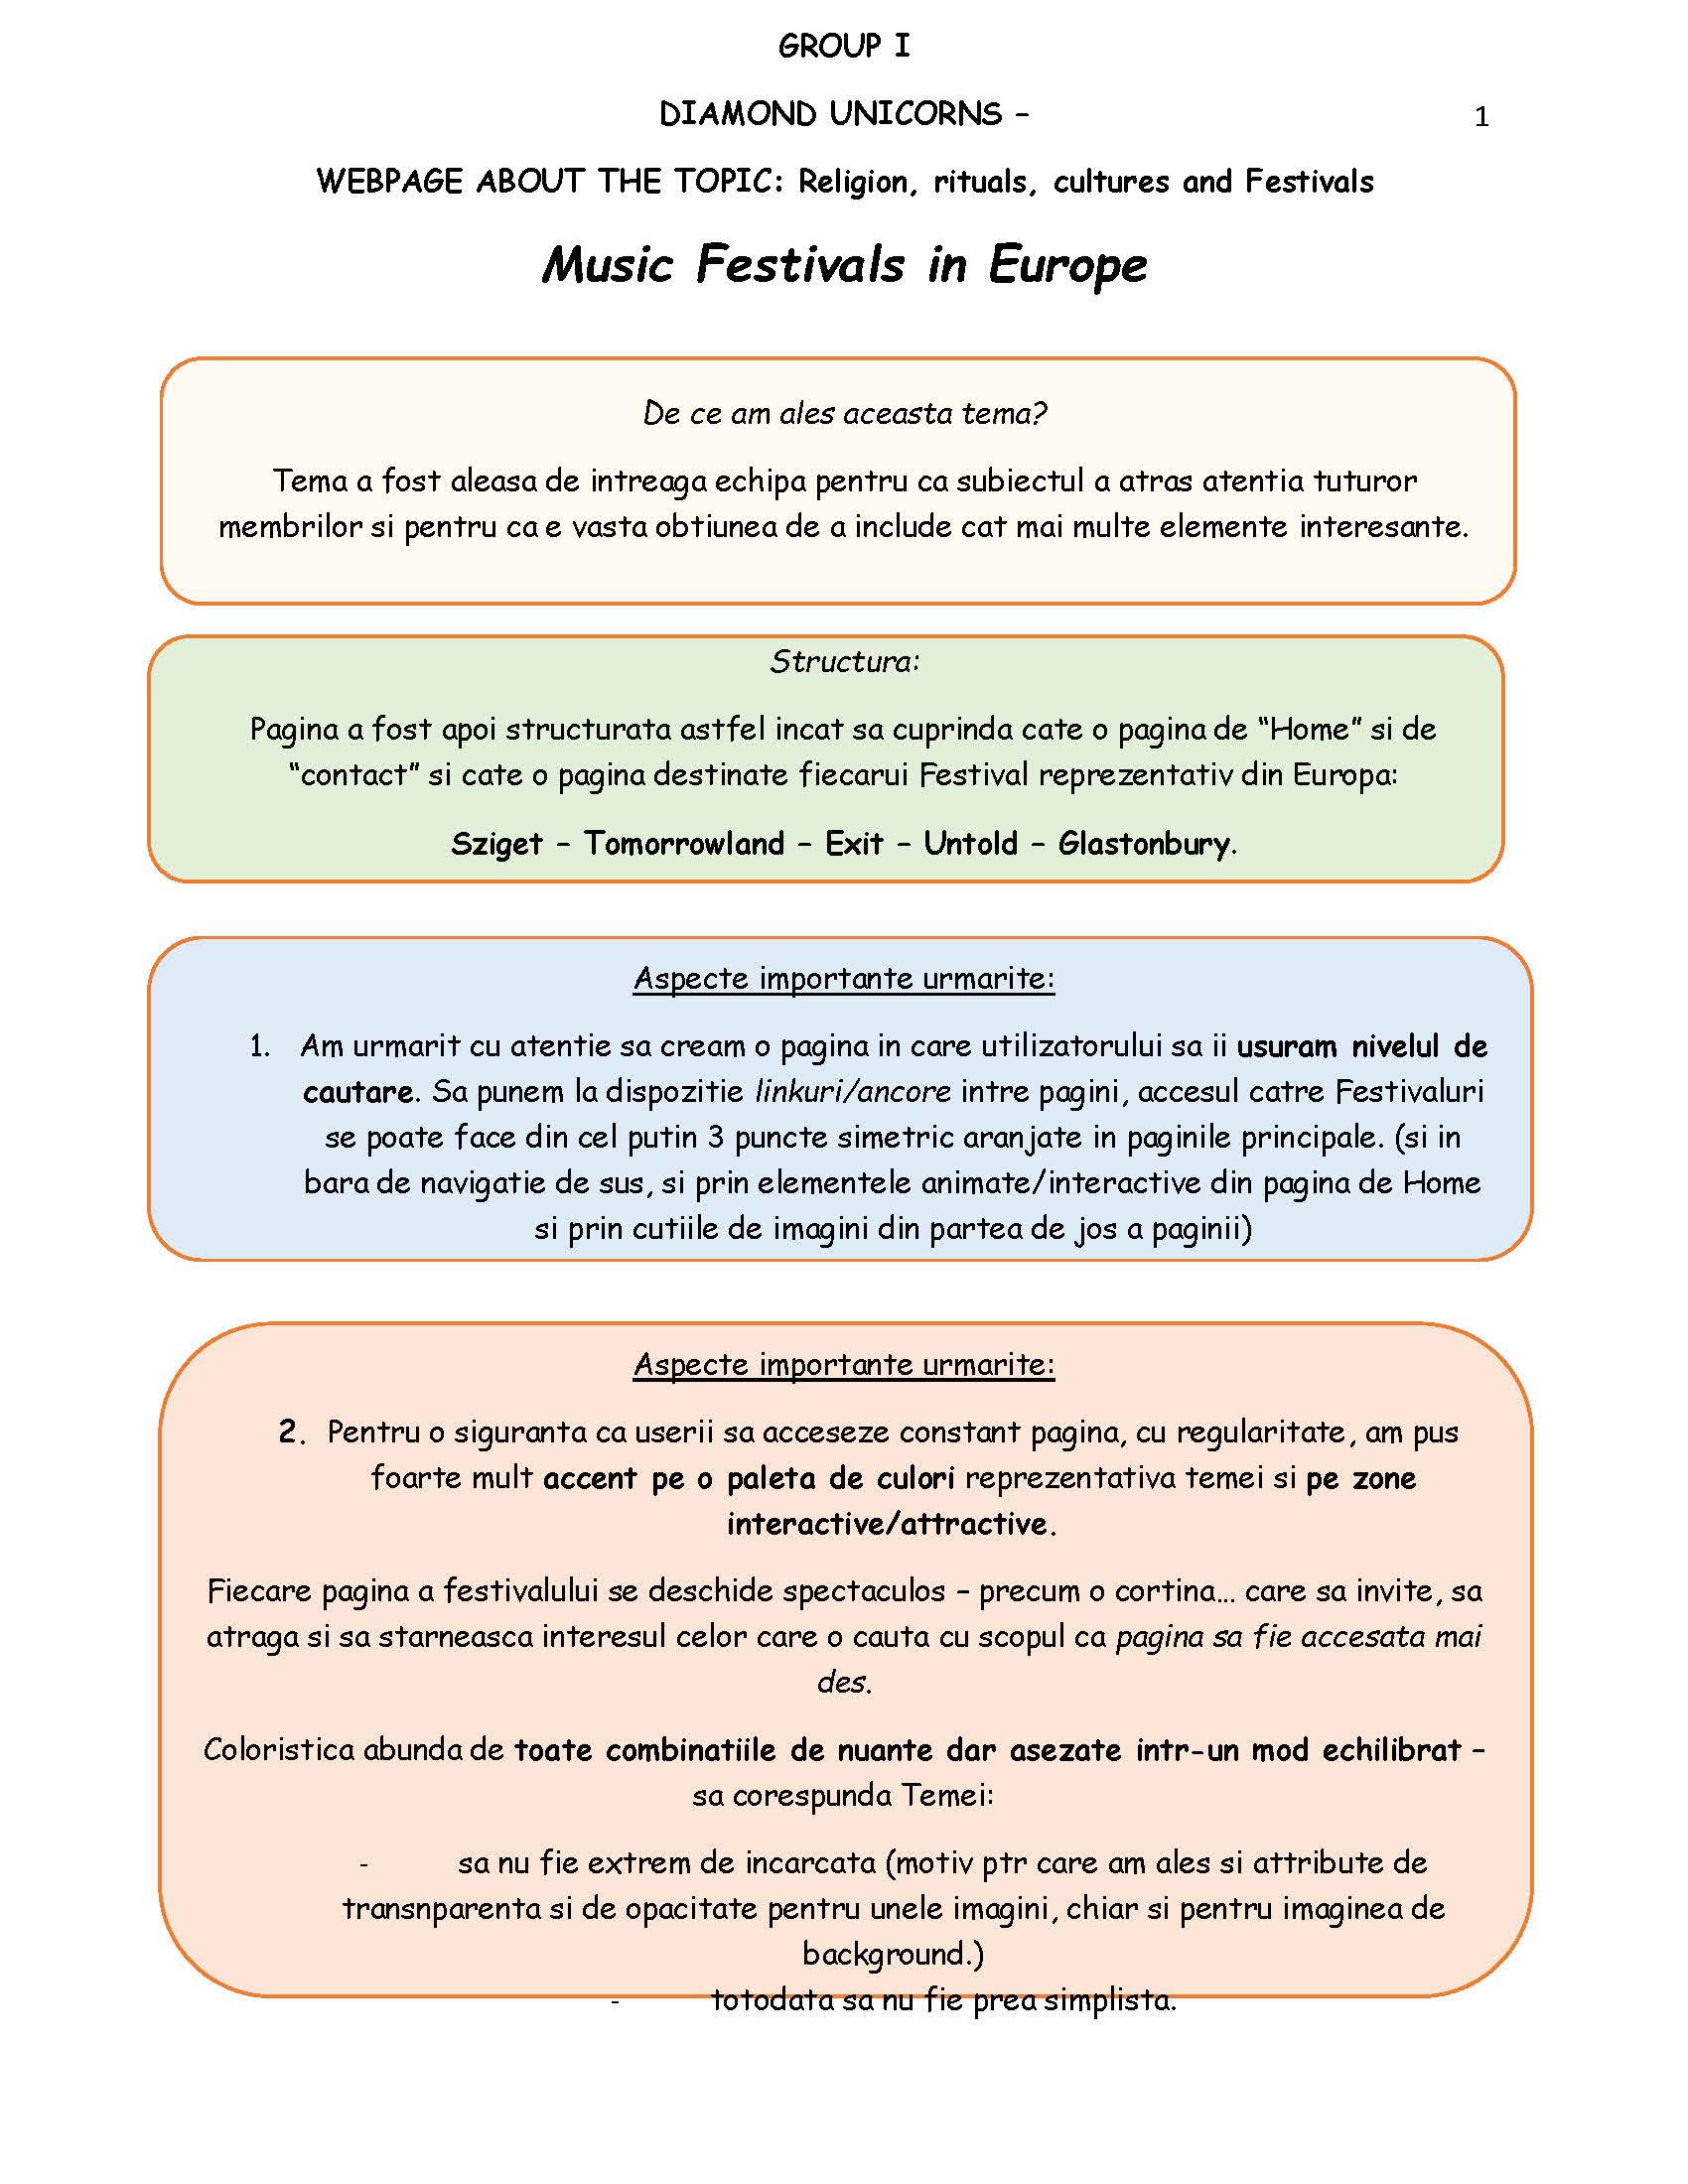 GROUP I
DIAMOND UNICORNS –
1
WEBPAGE ABOUT THE TOPIC: Religion, rituals, cultures and Festivals
Music Festivals in Europe
De ce am ales aceasta tema?
Tema a fost aleasa de intreaga echipa pentru ca subiectul a atras atentia tuturor
membrilor si pentru ca e vasta obtiunea de a include cat mai multe elemente interesante.
Structura:
Pagina a fost apoi structurata astfel incat sa cuprinda cate o pagina de “Home” si de
“contact” si cate o pagina destinate fiecarui Festival reprezentativ din Europa:
Sziget – Tomorrowland – Exit – Untold – Glastonbury.
Aspecte importante urmarite:
1. Am urmarit cu atentie sa cream o pagina in care utilizatorului sa ii usuram nivelul de
cautare. Sa punem la dispozitie linkuri/ancore intre pagini, accesul catre Festivaluri
se poate face din cel putin 3 puncte simetric aranjate in paginile principale. (si in
bara de navigatie de sus, si prin elementele animate/interactive din pagina de Home
si prin cutiile de imagini din partea de jos a paginii)
Aspecte importante urmarite:
2. Pentru o siguranta ca userii sa acceseze constant pagina, cu regularitate, am pus
foarte mult accent pe o paleta de culori reprezentativa temei si pe zone
interactive/attractive.
Fiecare pagina a festivalului se deschide spectaculos – precum o cortina... care sa invite, sa
atraga si sa starneasca interesul celor care o cauta cu scopul ca pagina sa fie accesata mai
des.
Coloristica abunda de toate combinatiile de nuante dar asezate intr-un mod echilibrat –
sa corespunda Temei:
- sa nu fie extrem de incarcata (motiv ptr care am ales si attribute de
transnparenta si de opacitate pentru unele imagini, chiar si pentru imaginea de
background.)
- totodata sa nu fie prea simplista.